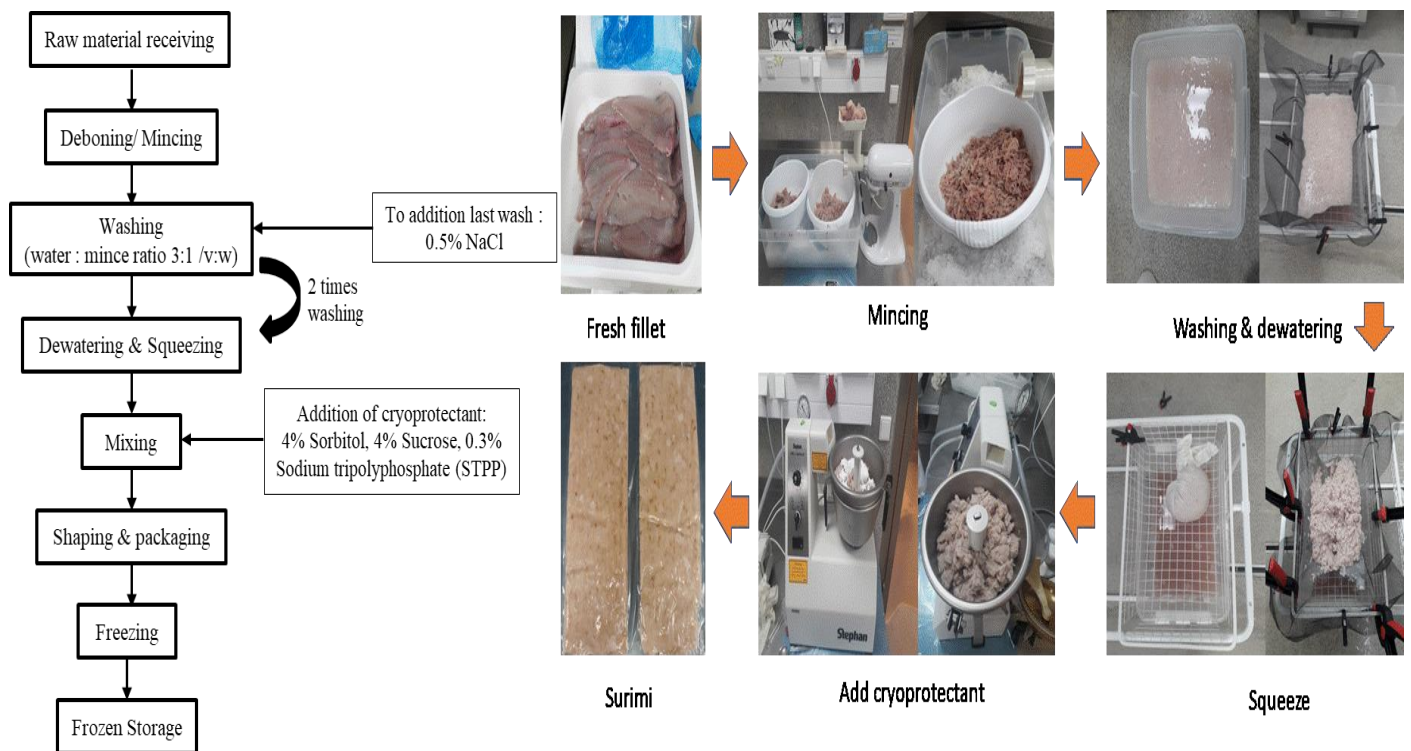 Raw material receiving
Deboning/ Mincing
Washing
(water : mince ratio 3:1 /v:w)
To addition last wash :
0.5% NaCl
2 times
washing
Dewatering & Squeezing
Mixing
Addition of cryoprotectant:
4% Sorbitol, 4% Sucrose, 0.3%
Sodium tripolyphosphate (STPP)
Shaping & packaging
Freezing
Frozen Storage
Fresh fillet
Mincing
Washing & dewatering
Surimi
Stephan
Add cryoprotectant
Squeeze